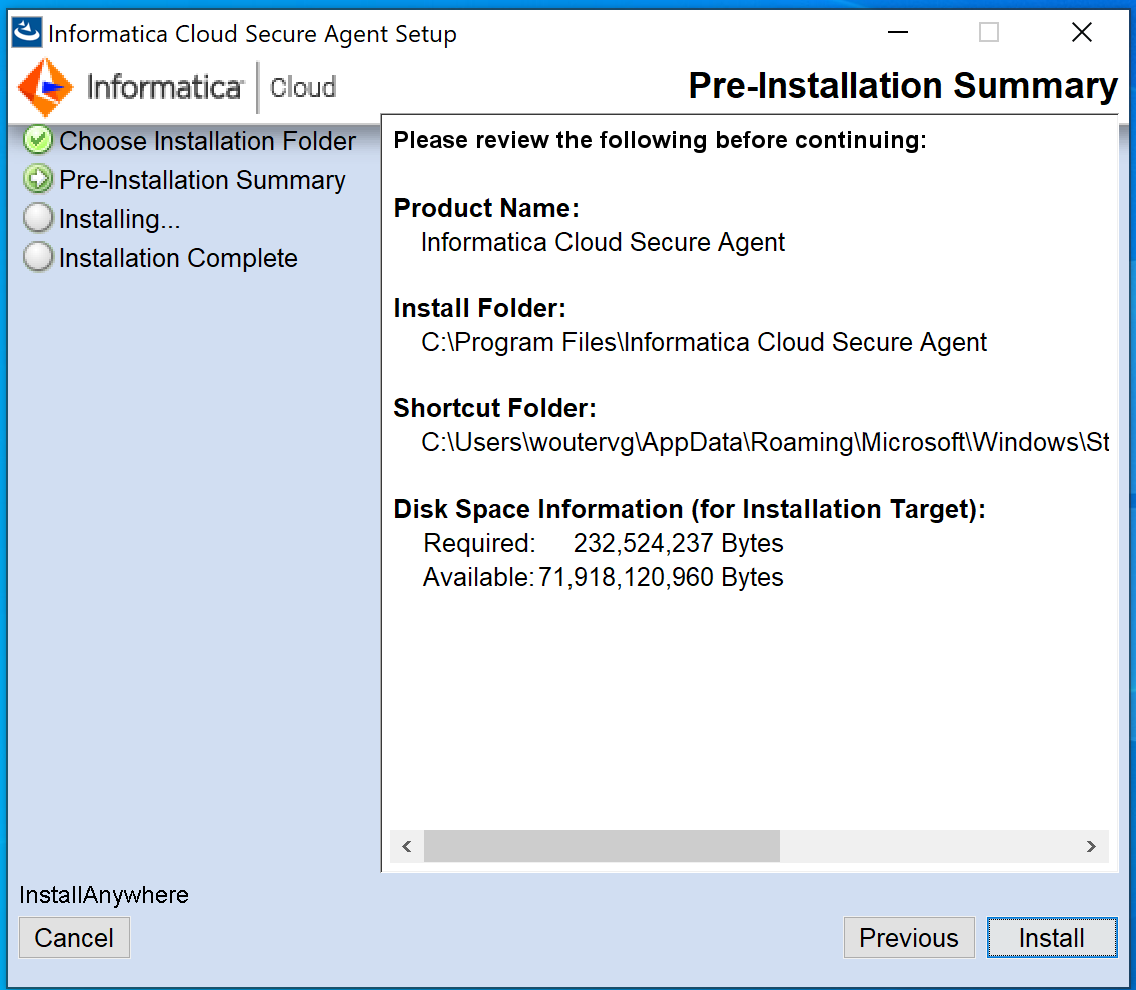 Informatica Cloud Secure Agent Setup
Informatica Cloud
Pre-Installation Summary
Choose Installation Folder
Pre-Installation Summary
Installing...
Installation Complete
Please review the following before continuing:
Product Name:
Informatica Cloud Secure Agent
Install Folder:
C:\Program Files\Informatica Cloud Secure Agent
Shortcut Folder:
C:\Users\woutervg\AppData\Roaming\Microsoft\Windows\St
Disk Space Information (for Installation Target):
Required: 232,524,237 Bytes
Available: 71,918,120,960 Bytes
InstallAnywhere
Cancel
Previous
Install